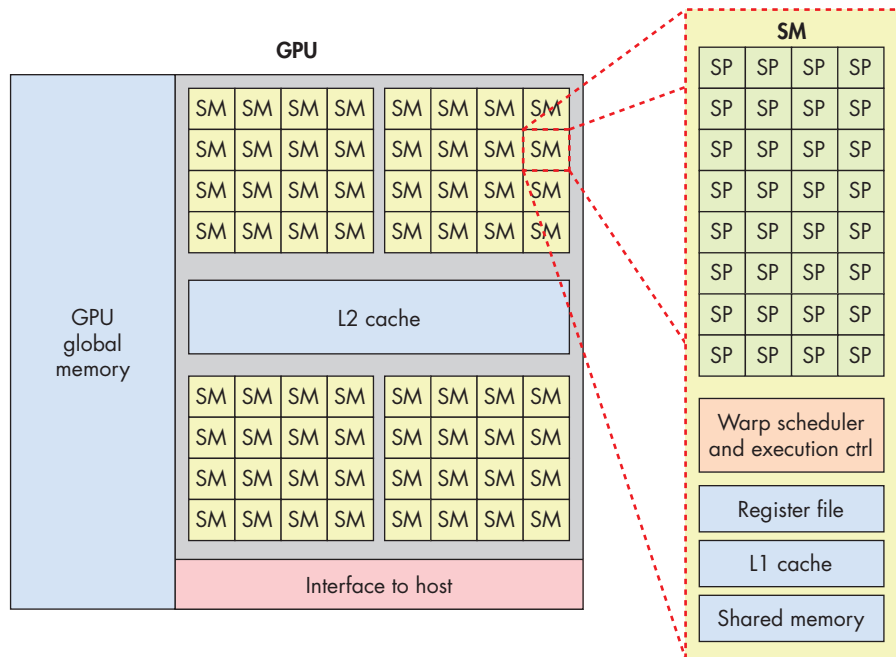 GPU
SM SM SM SM SM SM SM SM
SM SM SM SM SM SM SM SM
SM SM SM SM SM SM SM SM
SM SM SM SM SM SM SM SM
GPU
global
memory
L2 cache
SM SM SM SM SM SM SM SM
SM SM SM SM SM SM SM SM
SM SM SM SM SM SM SM SM
SM SM SM SM SM SM SM SM
Interface to host
SM
SP SP SP SP
SP SP SP SP
SP SP SP SP
SP SP SP SP
SP SP SP SP
SP SP SP SP
SP SP SP SP
SP SP SP SP
Warp scheduler
and execution ctrl
Register file
L1 cache
Shared memory